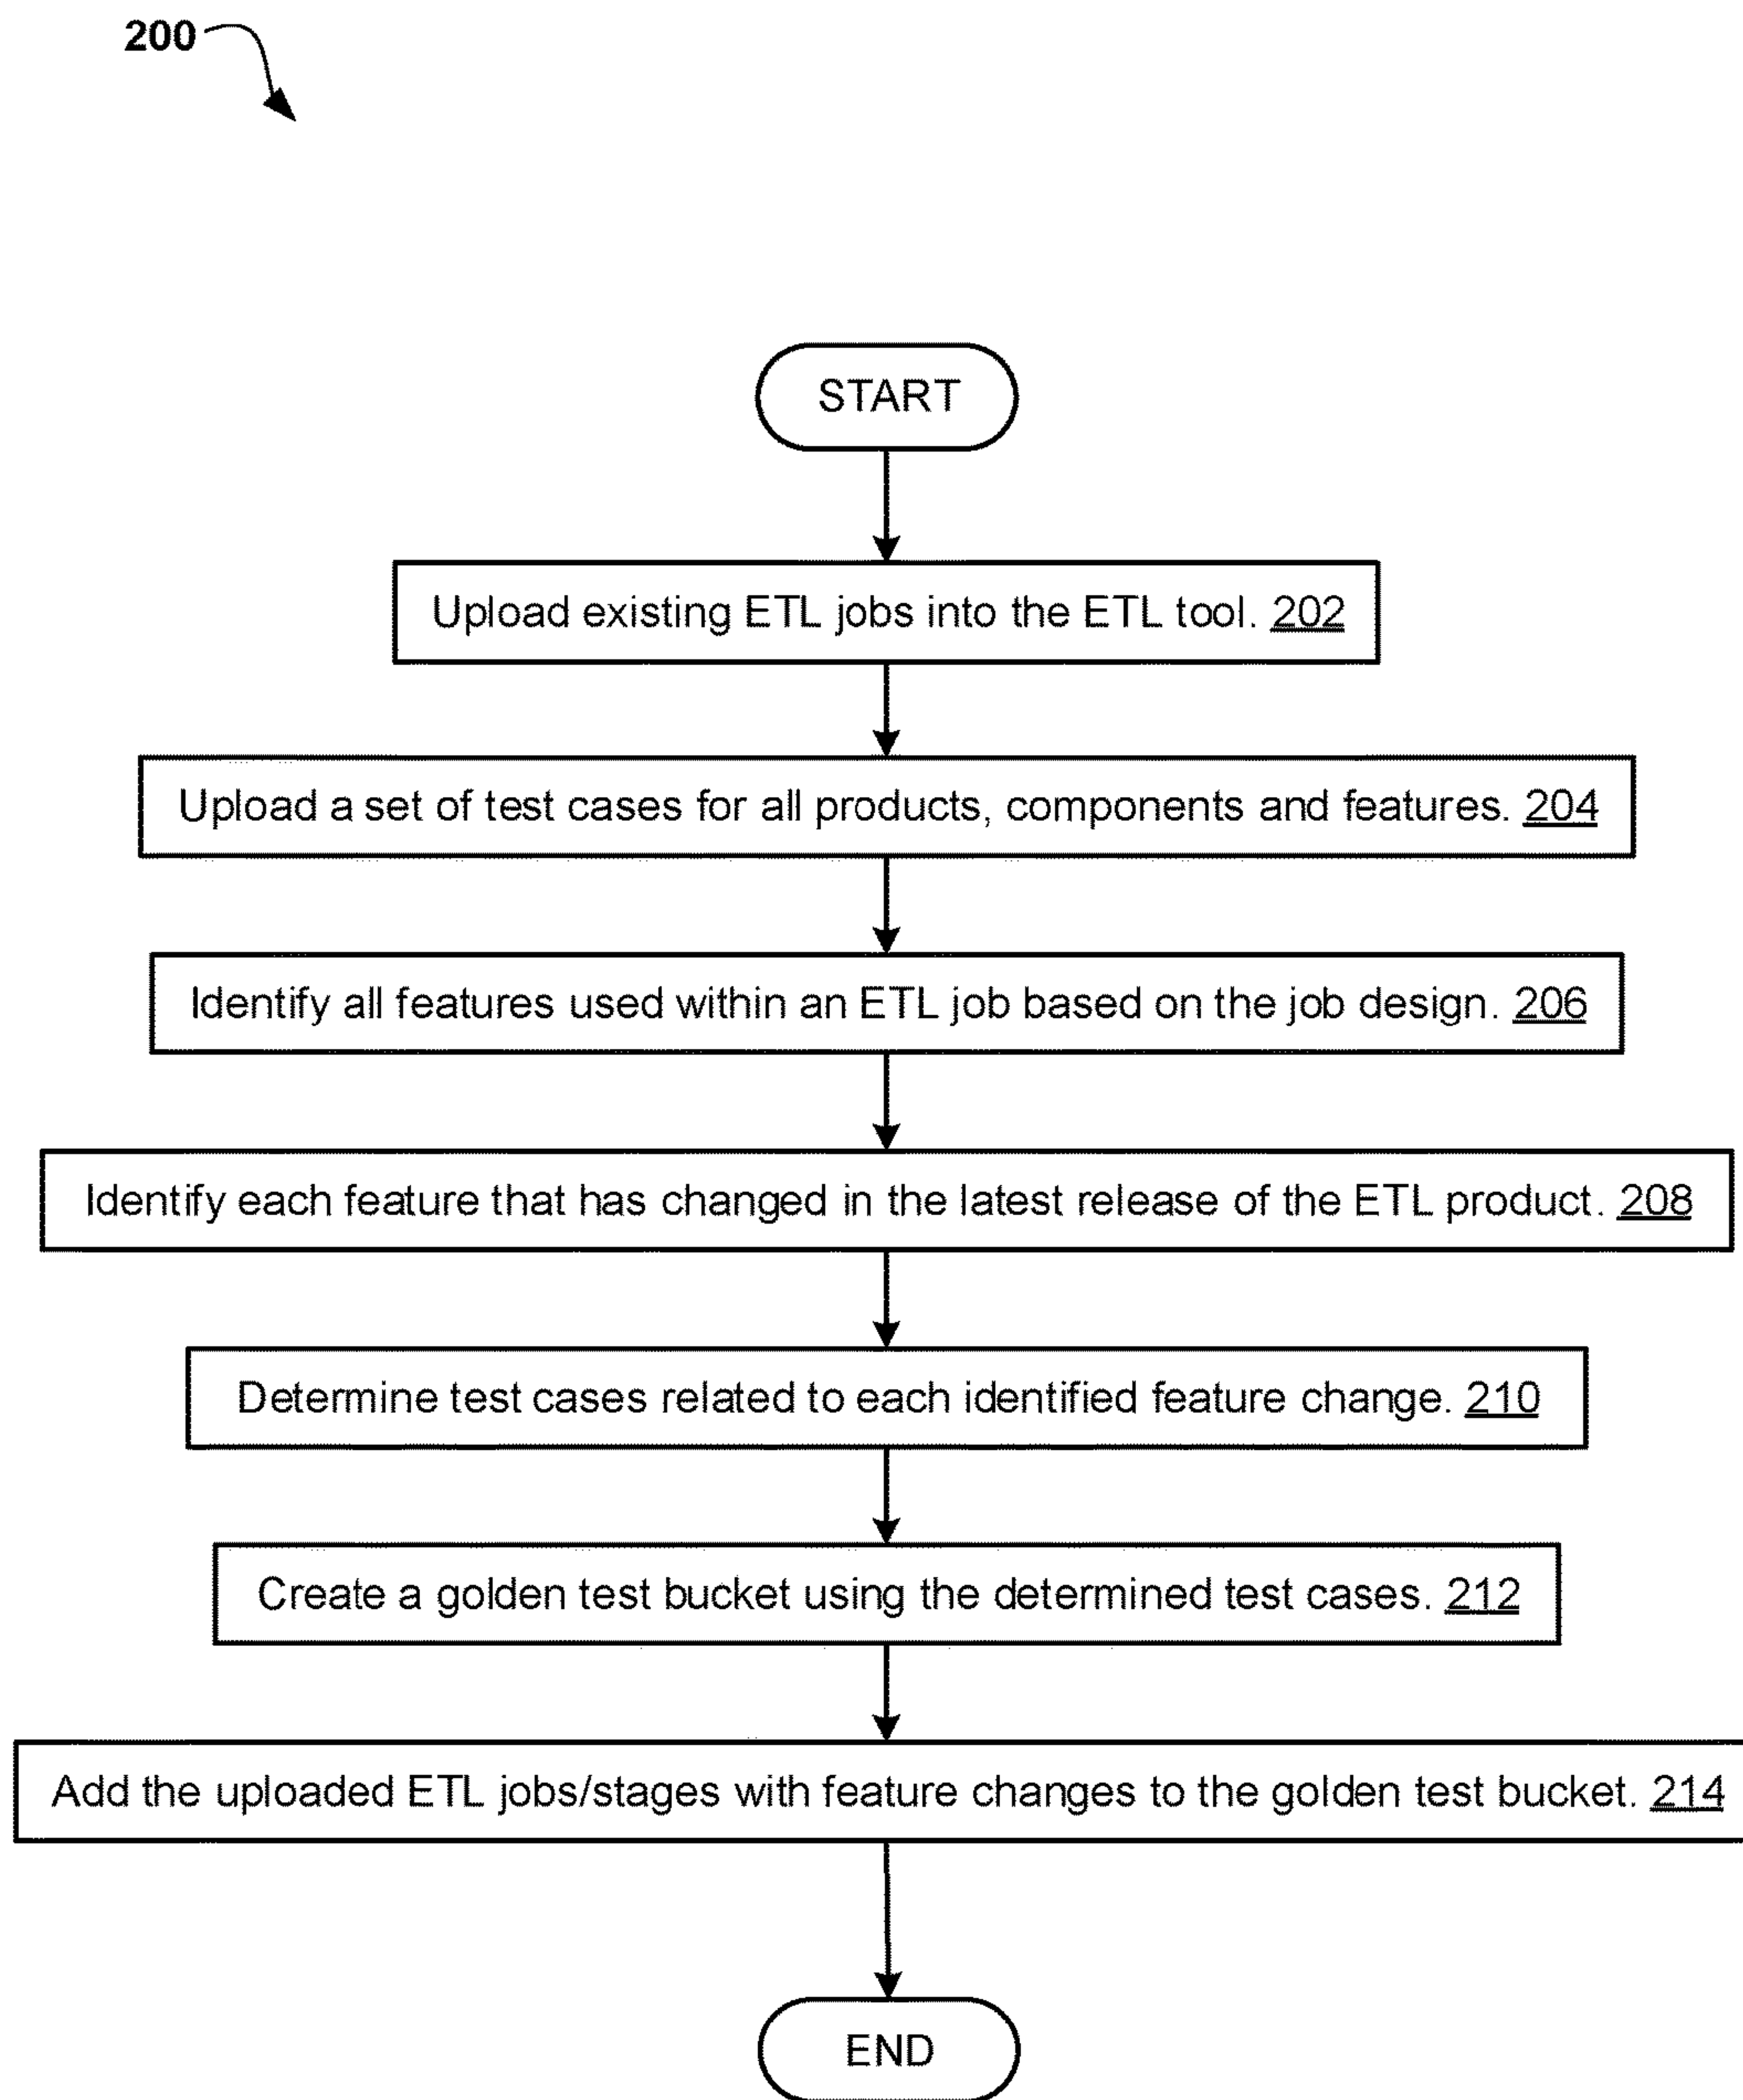 200
START
Upload existing ETL jobs into the ETL tool. 202
Upload a set of test cases for all products, components and features. 204
Identify all features used within an ETL job based on the job design. 206
Identify each feature that has changed in the latest release of the ETL product. 208
Determine test cases related to each identified feature change. 210
Create a golden test bucket using the determined test cases. 212
Add the uploaded ETL jobs/stages with feature changes to the golden test bucket. 214
END